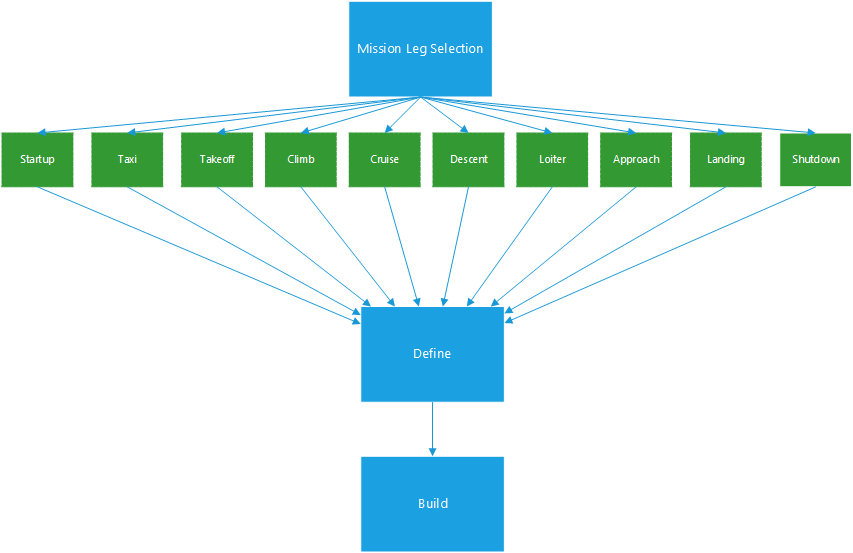 Mission Leg Selection
Startup
Taxi
Takeoff
Climb
Cruise
Descent
Loiter
Approach
Landing
Shutdown
Define
Build